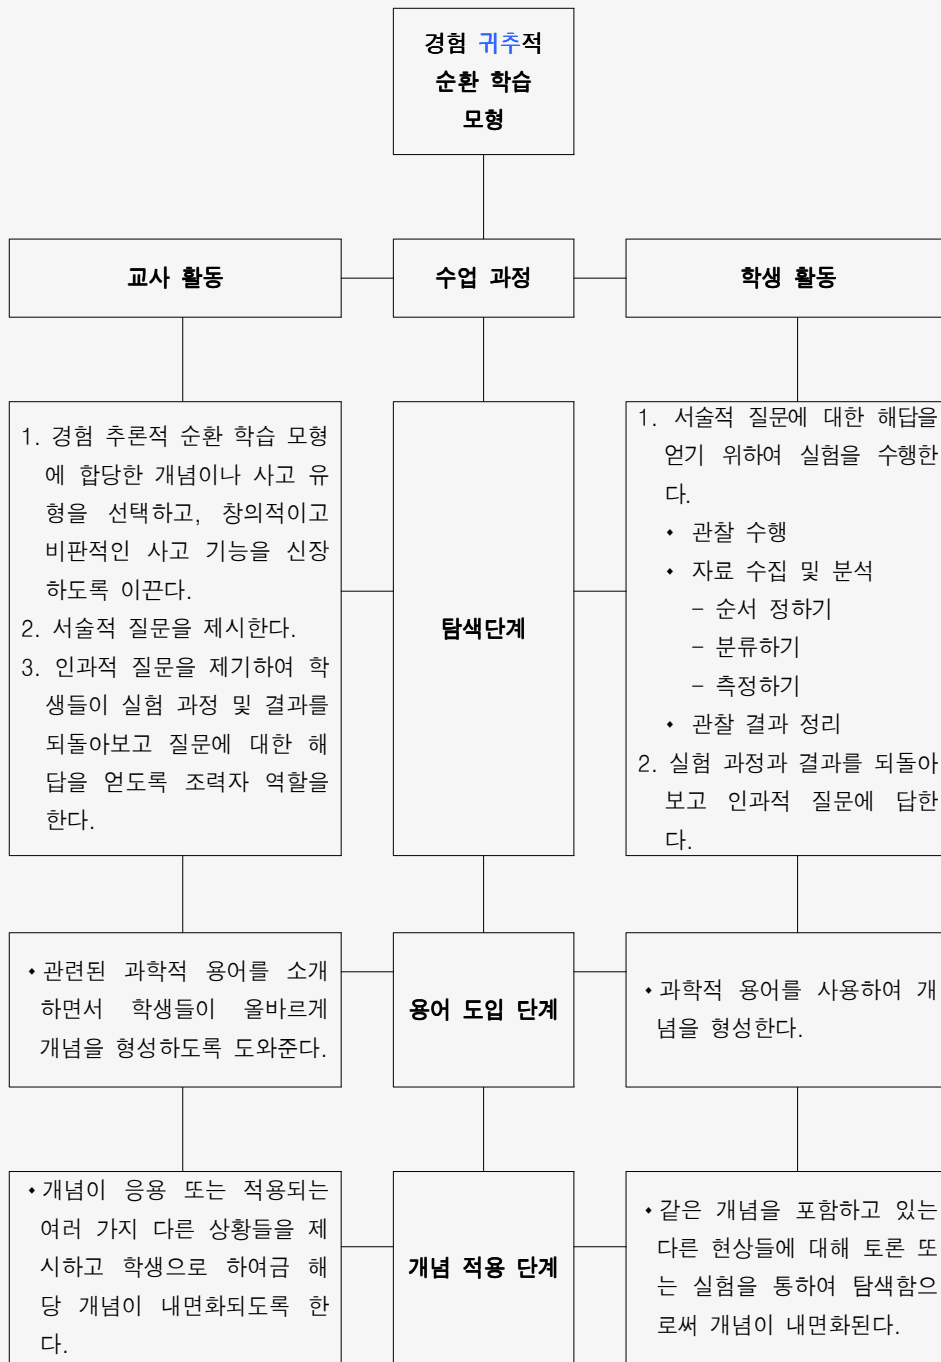 경험 귀추적
순환 학습
모형
교사 활동
수업 과정
학생 활동
1. 경험 추론적 순환 학습 모형
에 합당한 개념이나 사고 유
형을 선택하고, 창의적이고
비판적인 사고 기능을 신장
하도록 이끈다.
2. 서술적 질문을 제시한다.
3. 인과적 질문을 제기하여 학
생들이 실험 과정 및 결과를
되돌아보고 질문에 대한 해
답을 얻도록 조력자 역할을
한다.
탐색단계
1. 서술적 질문에 대한 해답을
얻기 위하여 실험을 수행한
다.
• 관찰 수행
• 자료 수집 및 분석
– 순서 정하기
– 분류하기
– 측정하기
• 관찰 결과 정리
2. 실험 과정과 결과를 되돌아
보고 인과적 질문에 답한
다.
• 관련된 과학적 용어를 소개
하면서 학생들이 올바르게
개념을 형성하도록 도와준다.
용어 도입 단계
• 과학적 용어를 사용하여 개
념을 형성한다.
• 개념이 응용 또는 적용되는
여러 가지 다른 상황들을 제
시하고 학생으로 하여금 해
당 개념이 내면화되도록 한
다.
개념 적용 단계
• 같은 개념을 포함하고 있는
다른 현상들에 대해 토론 또
는 실험을 통하여 탐색함으
로써 개념이 내면화된다.